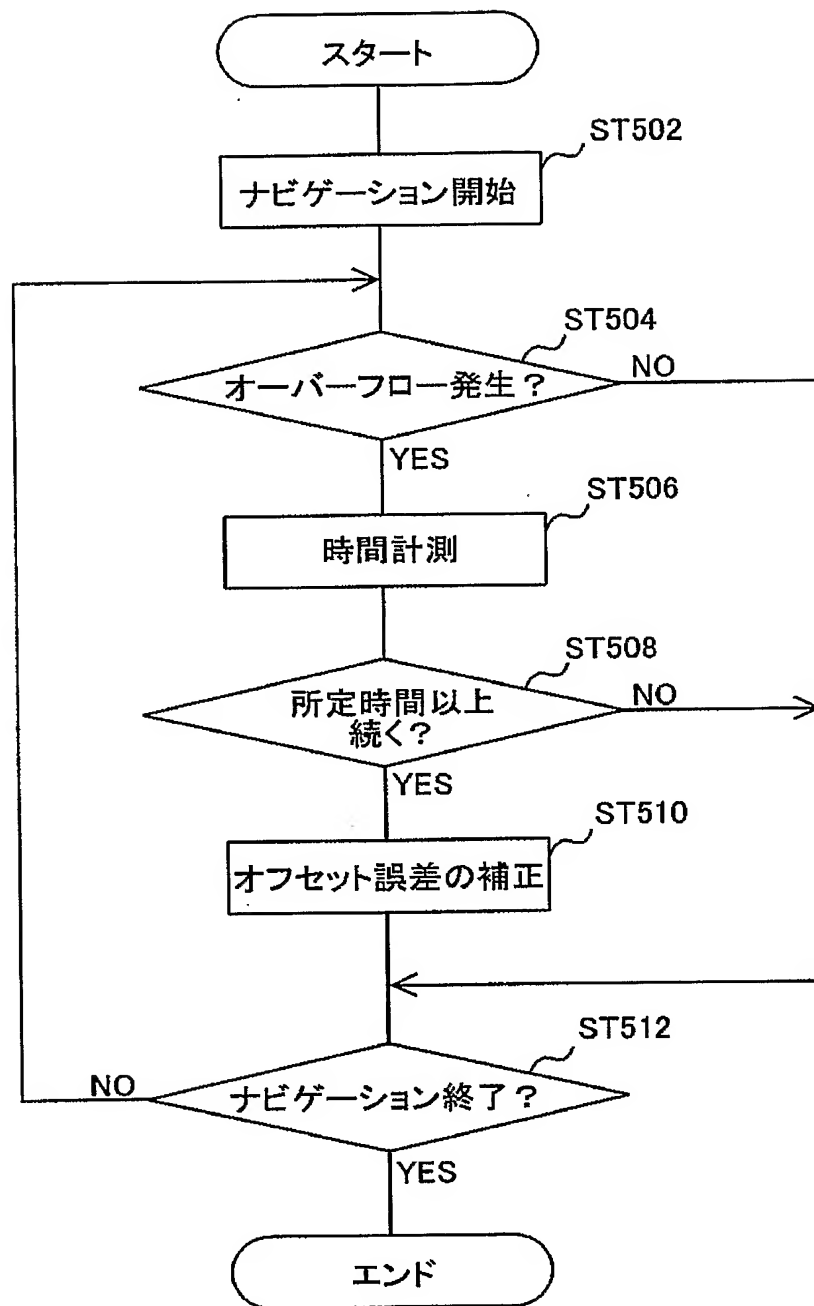 スタート
ST502
ナビゲーション開始
ST504
オーバーフロー発生？
NO
YES
ST506
時間計測
ST508
所定時間以上
続く？
NO
YES
ST510
オフセット誤差の補正
ST512
NO
ナビゲーション終了？
YES
エンド